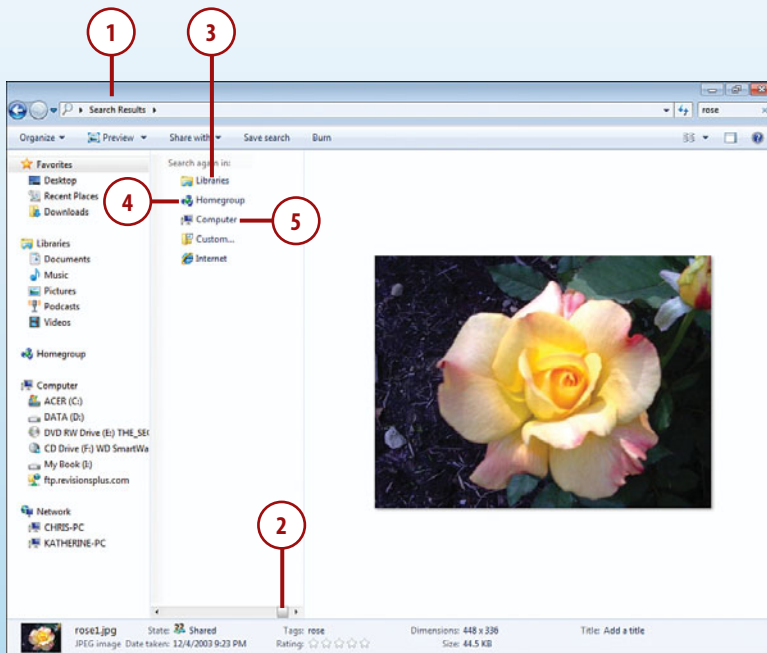 1
3
Search Results
rose
Organize
Preview
Share with
Save search
Burn
Favorites
Desktop
Recent Places
Downloads
Libraries
Documents
Music
Pictures
Podcasts
Videos
Homegroup
Computer
ACER (C:)
DATA (D:)
DVD RW Drive (E:) THE_SE
CD Drive (F:) WD SmartWa
My Book (I:)
ftp.revisionsplus.com
Network
CHRIS-PC
KATHERINE-PC
Search again in:
Libraries
Homegroup
Computer
Custom...
Internet
4
5
2
rose1.jpg State: Shared Tags: rose Dimensions: 448 x 336 Title: Add a title
JPEG image Date taken: 12/4/2003 9:23 PM Rating: Size: 44.5 KB